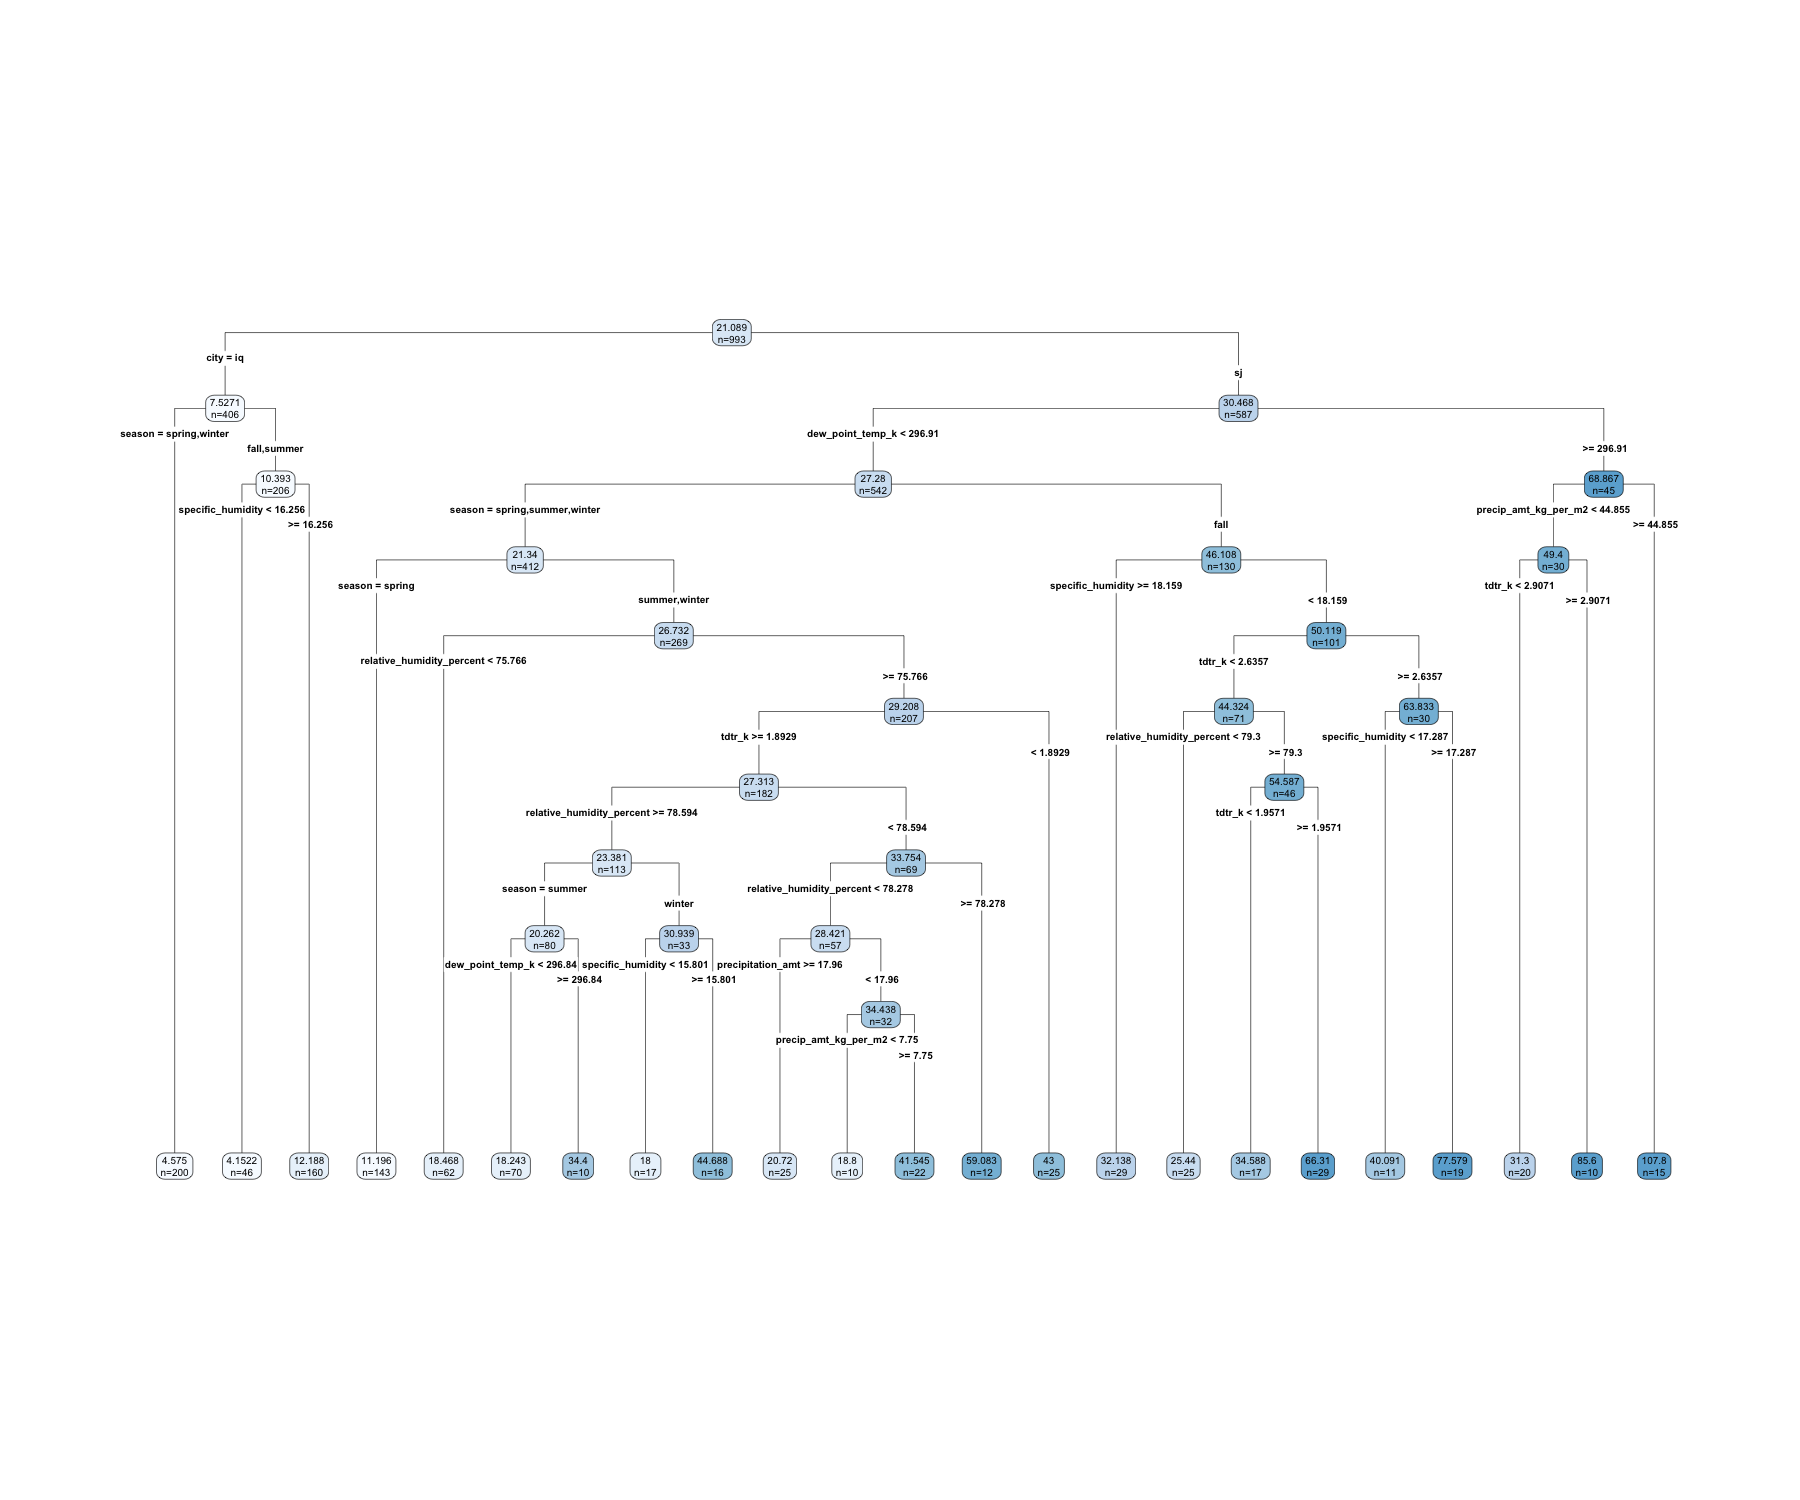 21.089
n=993
city = iq
sj
7.5271
n=406
30.468
n=587
season = spring,winter
fall,summer
dew_point_temp_k < 296.91
>= 296.91
10.393
n=206
27.28
n=542
68.867
n=45
specific_humidity < 16.256
>= 16.256
season = spring,summer,winter
fall
precip_amt_kg_per_m2 < 44.855
>= 44.855
21.34
n=412
46.108
n=130
49.4
n=30
season = spring
summer,winter
specific_humidity >= 18.159
< 18.159
tdtr_k < 2.9071
>= 2.9071
26.732
n=269
50.119
n=101
relative_humidity_percent < 75.766
>= 75.766
tdtr_k < 2.6357
>= 2.6357
29.208
n=207
44.324
n=71
63.833
n=30
tdtr_k >= 1.8929
< 1.8929
relative_humidity_percent < 79.3
>= 79.3
specific_humidity < 17.287
>= 17.287
27.313
n=182
54.587
n=46
relative_humidity_percent >= 78.594
< 78.594
tdtr_k < 1.9571
>= 1.9571
23.381
n=113
33.754
n=69
season = summer
winter
relative_humidity_percent < 78.278
>= 78.278
20.262
n=80
30.939
n=33
28.421
n=57
dew_point_temp_k < 296.84
>= 296.84
specific_humidity < 15.801
>= 15.801
precipitation_amt >= 17.96
< 17.96
34.438
n=32
precip_amt_kg_per_m2 < 7.75
>= 7.75
4.575
n=200
4.1522
n=46
12.188
n=160
11.196
n=143
18.468
n=62
18.243
n=70
34.4
n=10
18
n=17
44.688
n=16
20.72
n=25
18.8
n=10
41.545
n=22
59.083
n=12
43
n=25
32.138
n=29
25.44
n=25
34.588
n=17
66.31
n=29
40.091
n=11
77.579
n=19
31.3
n=20
85.6
n=10
107.8
n=15